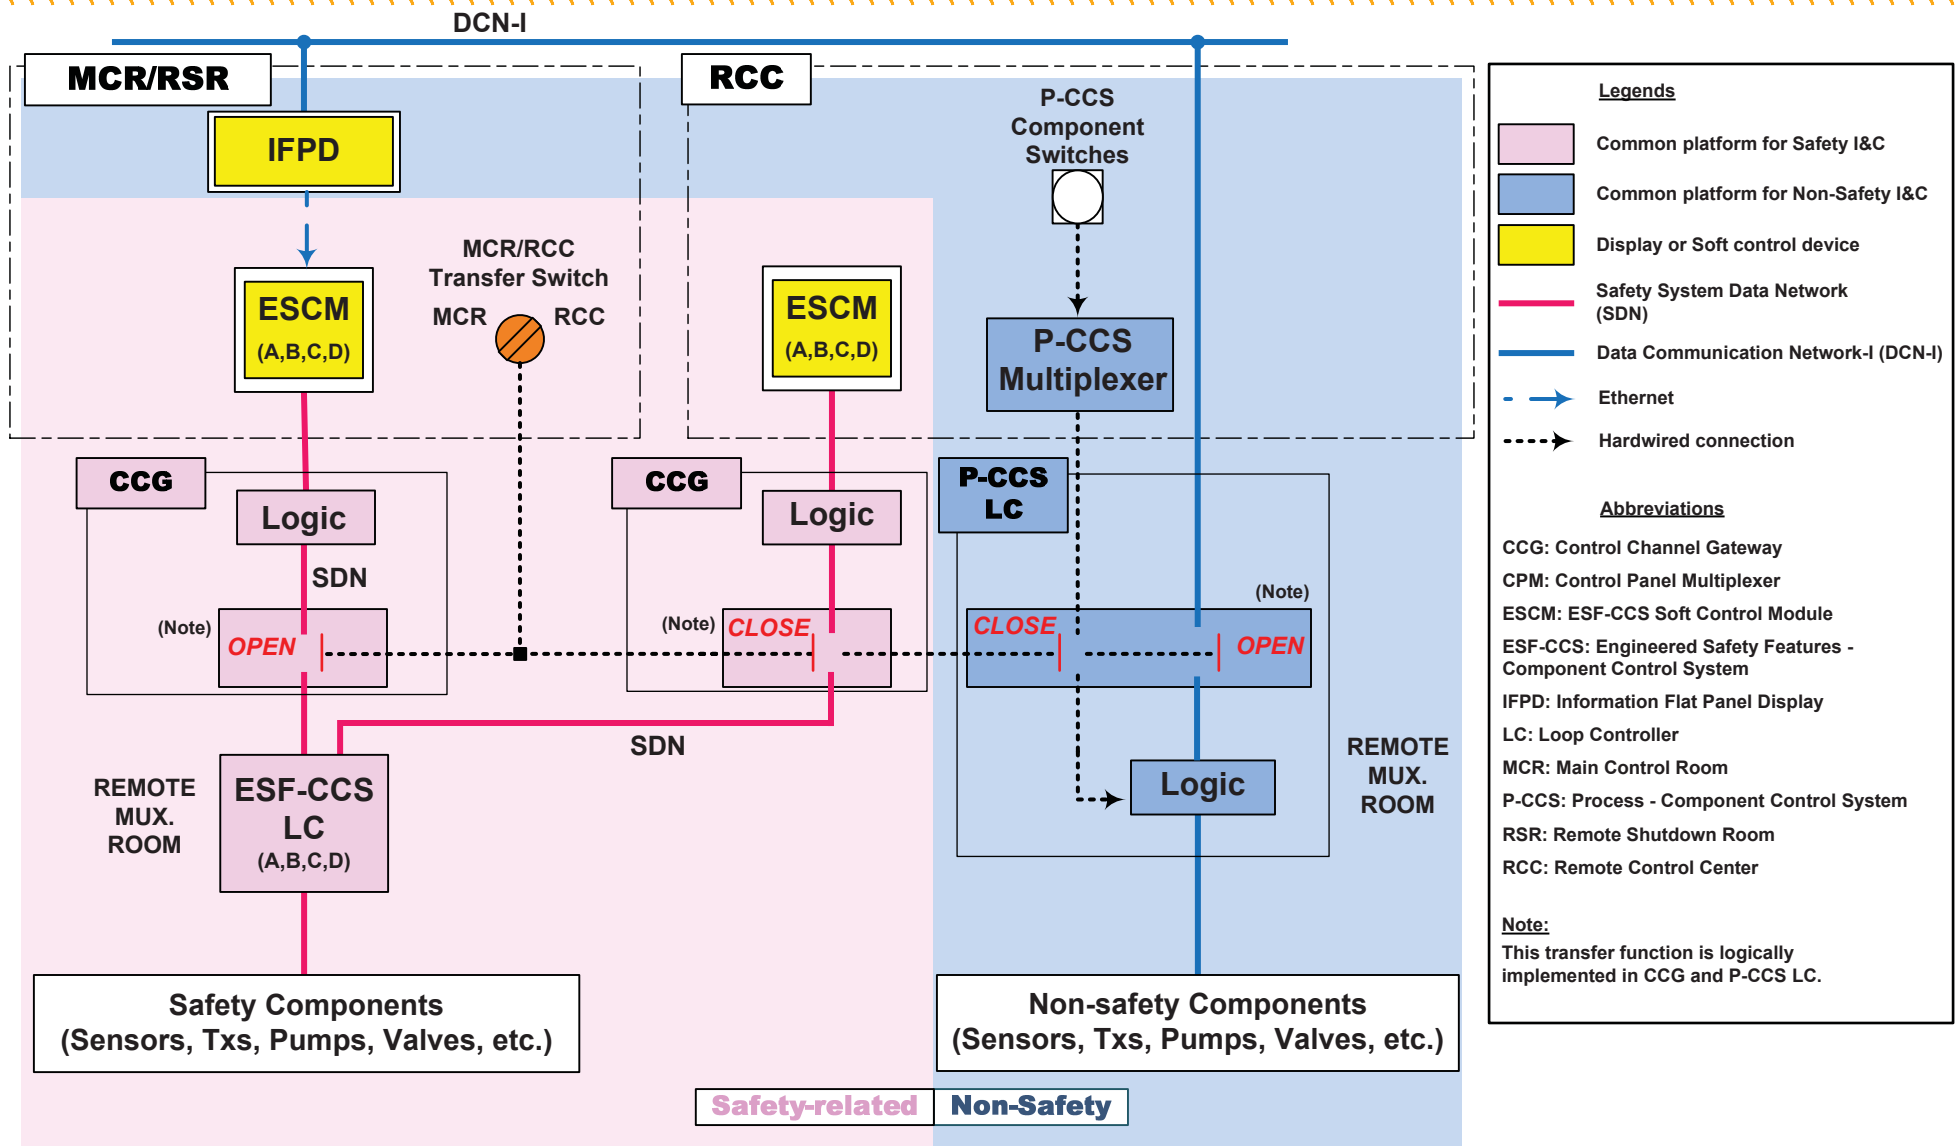 DCN-I
MCR/RSR
IFPD
ESCM
(A,B,C,D)
MCR/RCC
Transfer Switch
MCR
RCC
RCC
ESCM
(A,B,C,D)
P-CCS
Component
Switches
P-CCS
Multiplexer
CCG
Logic
SDN
(Note)
OPEN
CCG
Logic
(Note)
CLOSE
P-CCS
LC
(Note)
CLOSE
OPEN
SDN
Logic
REMOTE
MUX.
ROOM
REMOTE
MUX.
ROOM
ESF-CCS
LC
(A,B,C,D)
Safety Components
(Sensors, Txs, Pumps, Valves, etc.)
Non-safety Components
(Sensors, Txs, Pumps, Valves, etc.)
Safety-related
Non-Safety
Legends
Common platform for Safety I&C
Common platform for Non-Safety I&C
Display or Soft control device
Safety System Data Network
(SDN)
Data Communication Network-I (DCN-I)
Ethernet
Hardwired connection
Abbreviations
CCG: Control Channel Gateway
CPM: Control Panel Multiplexer
ESCM: ESF-CCS Soft Control Module
ESF-CCS: Engineered Safety Features -
Component Control System
IFPD: Information Flat Panel Display
LC: Loop Controller
MCR: Main Control Room
P-CCS: Process - Component Control System
RSR: Remote Shutdown Room
RCC: Remote Control Center
Note:
This transfer function is logically
implemented in CCG and P-CCS LC.